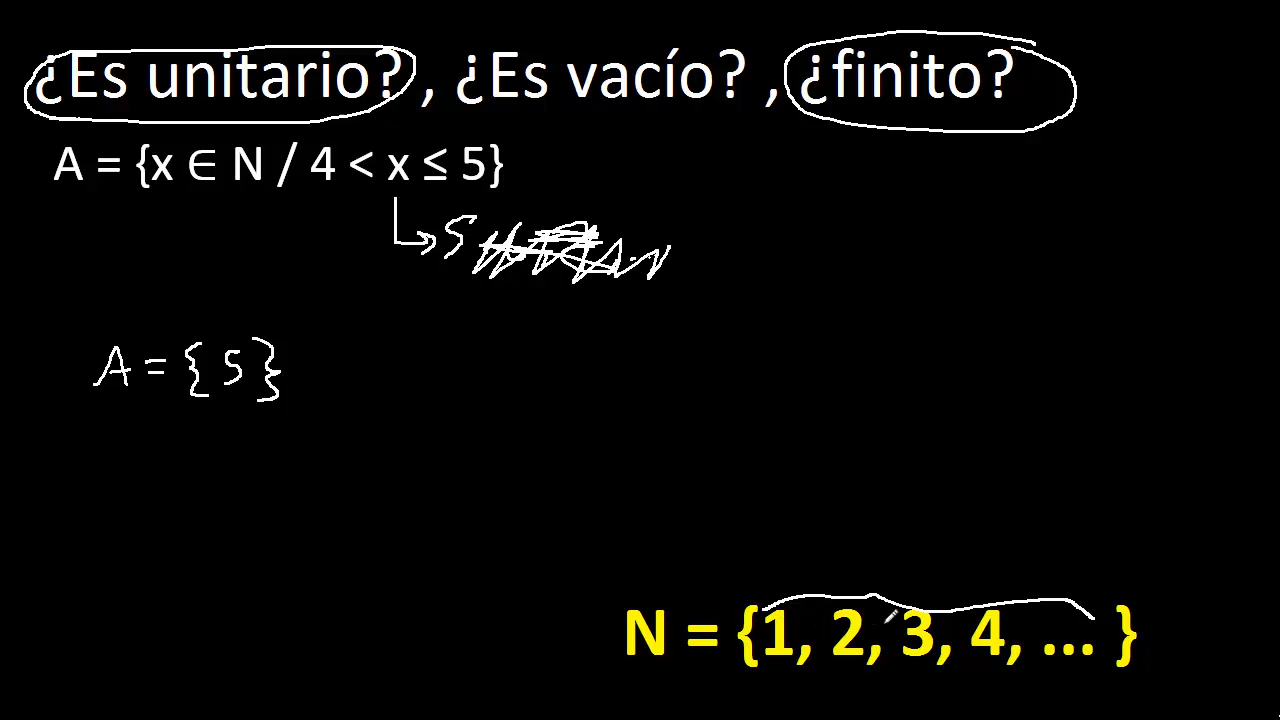 ¿Es unitario? , ¿Es vacío? , ¿finito?
A = {x ∈ N / 4 < x ≤ 5}
5
A = { 5 }
N = {1, 2, 3, 4, ... }